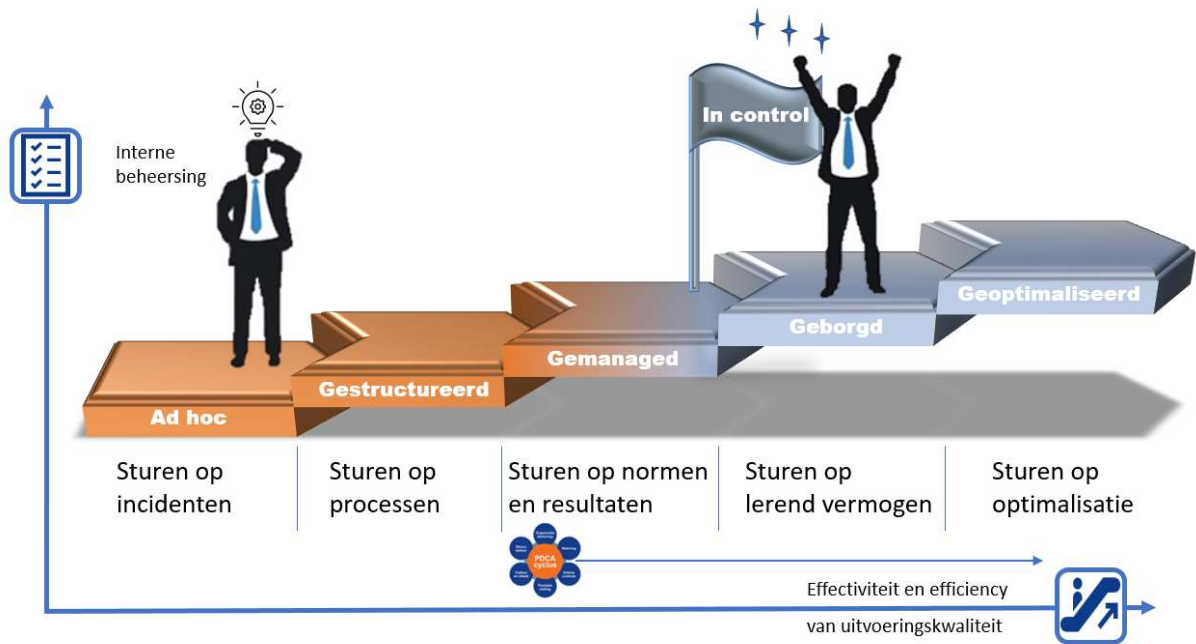 Interne
beheersing
In control
Geoptimaliseerd
Geborgd
Gemanaged
Gestructureerd
Ad hoc
Sturen op
incidenten
Sturen op
processen
Sturen op normen
en resultaten
Sturen op
lerend vermogen
Sturen op
optimalisatie
PDCA
cyclus
Effectiviteit en efficiency
van uitvoeringskwaliteit